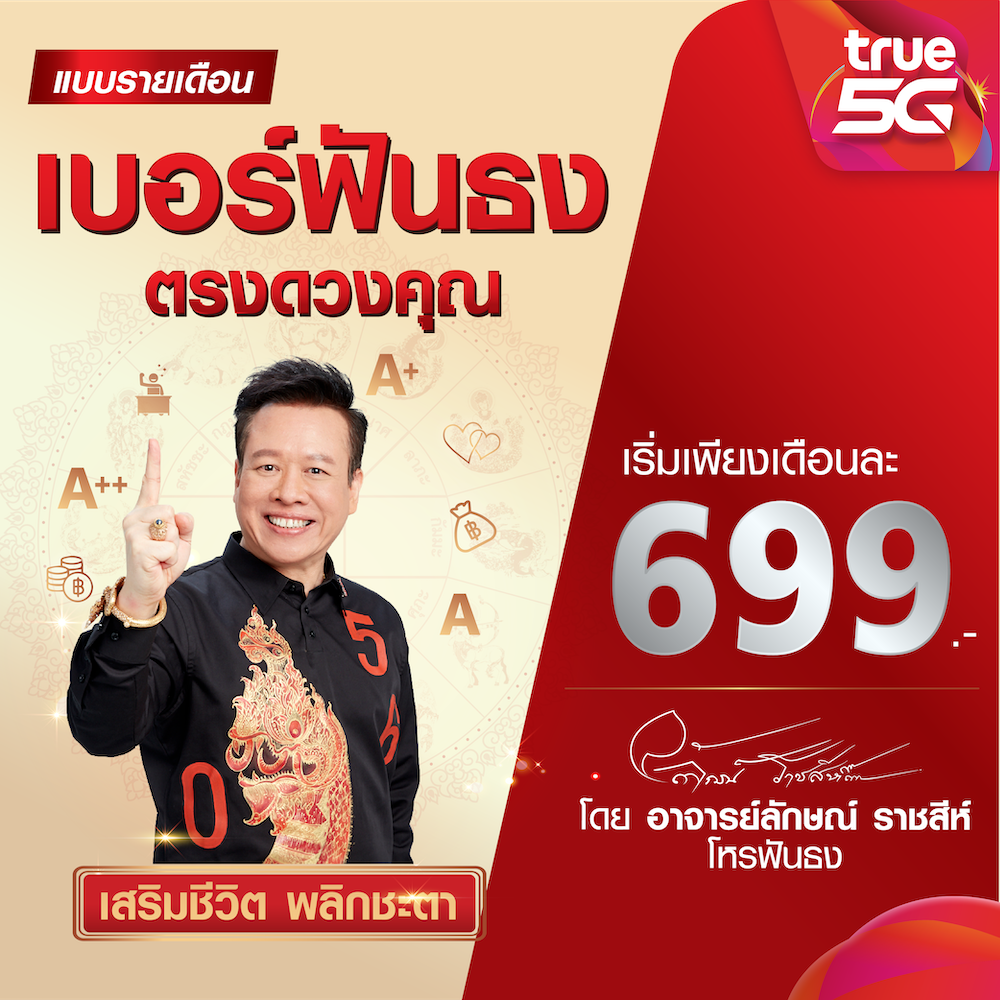 true
5G
แบบรายเดือน
เบอร์ฟันธง
ตรงดวงคุณ
A+
A++
A
฿
฿
5
6
0
เริ่มเพียงเดือนละ
699.-
โดย อาจารย์ลักษณ์ ราชสีห์
โหรฟันธง
เสริมชีวิต พลิกชะตา